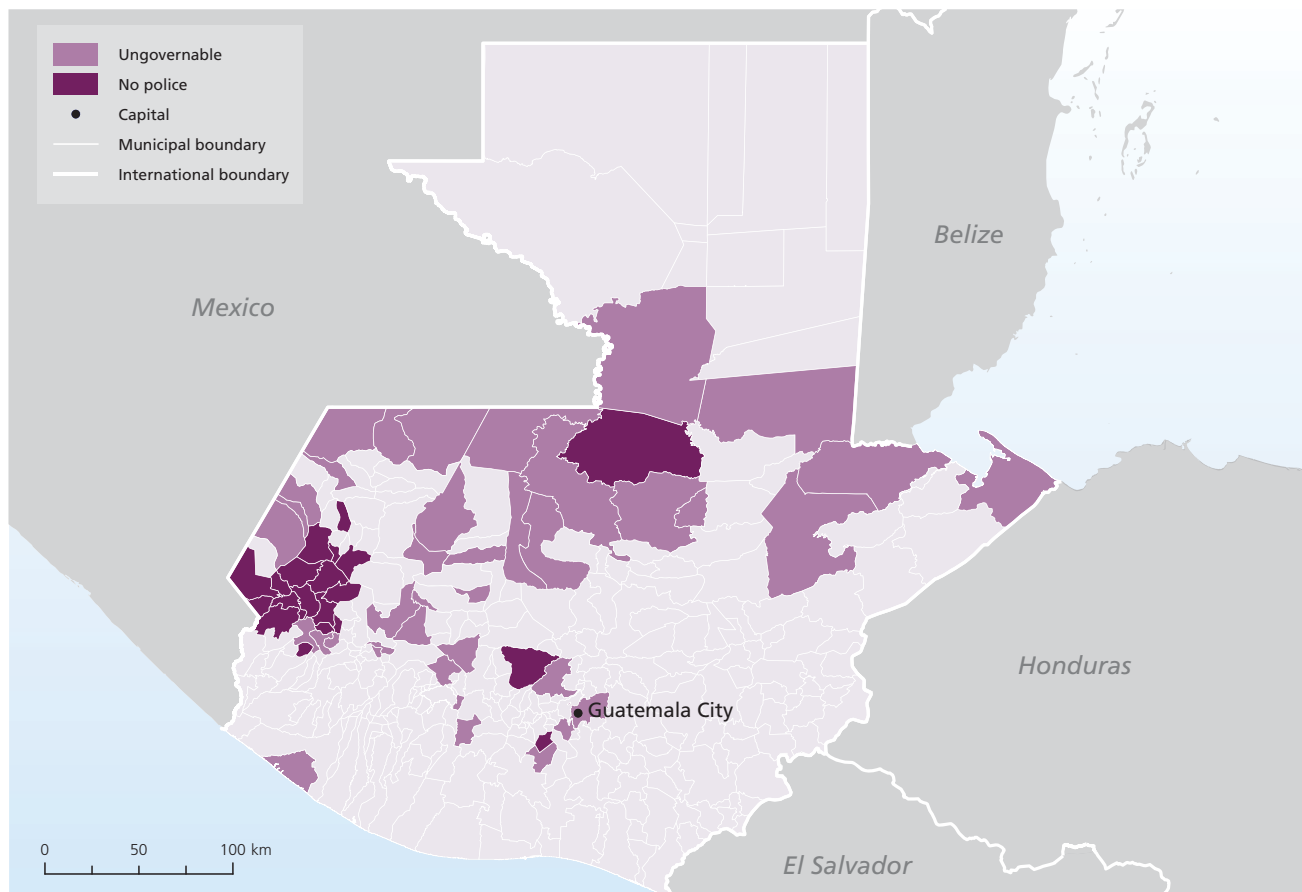 Ungovernable
No police
Capital
Municipal boundary
International boundary
Belize
Mexico
Honduras
Guatemala City
0 50 100 km
El Salvador